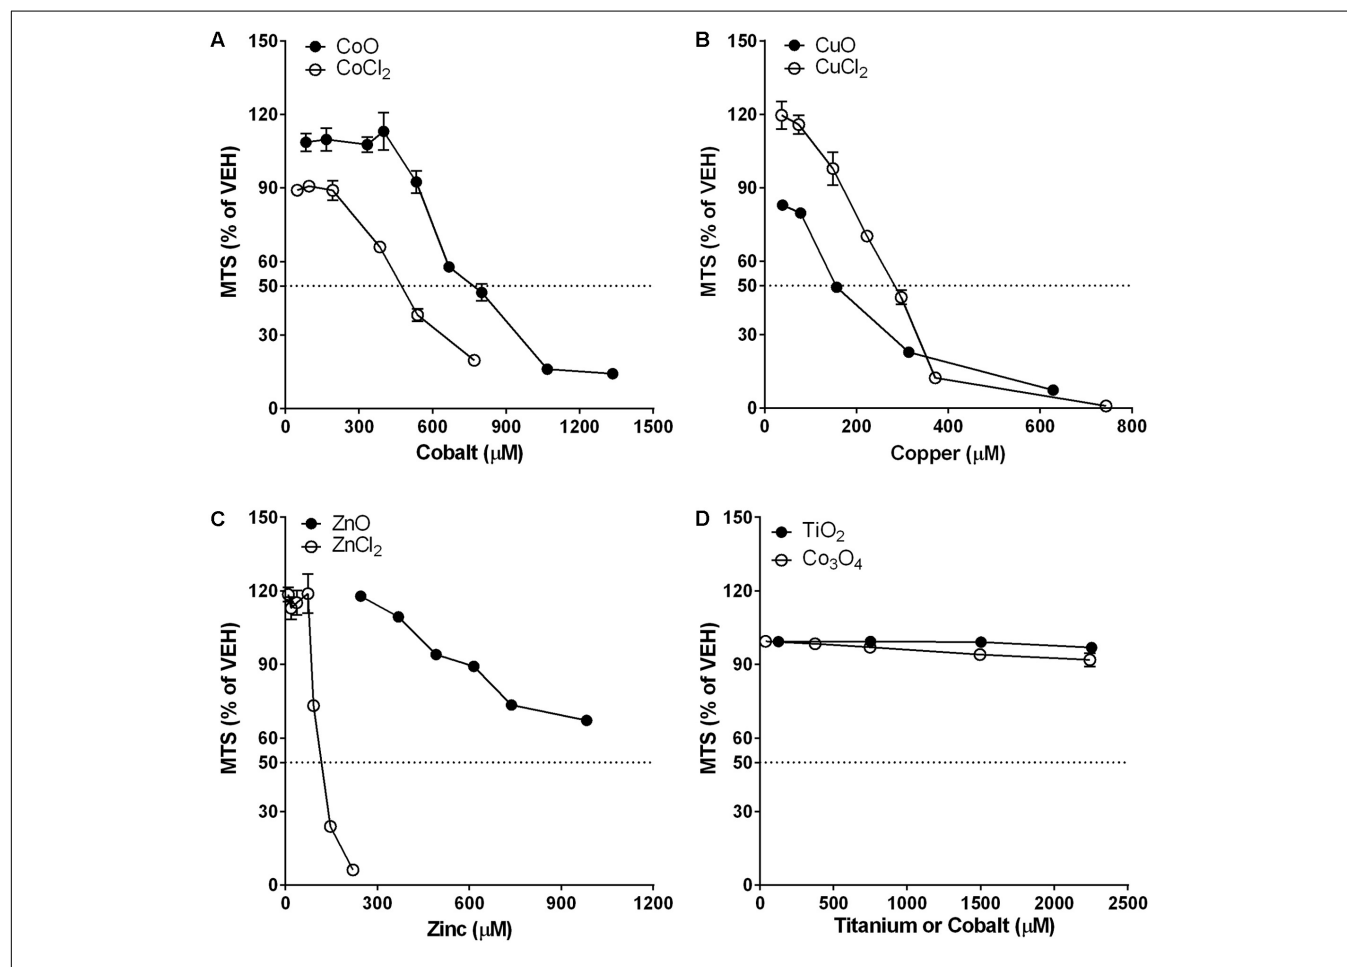 A
CoO
CoCl₂
150
120
90
60
50
30
0
MTS (% of VEH)
0 300 600 900 1200 1500
Cobalt (μM)
B
CuO
CuCl₂
150
120
90
60
50
30
0
MTS (% of VEH)
0 200 400 600 800
Copper (μM)
C
ZnO
ZnCl₂
150
120
90
60
50
30
0
MTS (% of VEH)
0 300 600 900 1200
Zinc (μM)
D
TiO₂
Co₃O₄
150
120
90
60
50
30
0
MTS (% of VEH)
0 500 1000 1500 2000 2500
Titanium or Cobalt (μM)